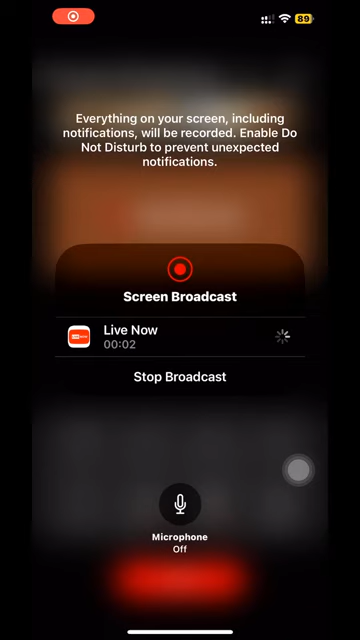 89
Everything on your screen, including
notifications, will be recorded. Enable Do
Not Disturb to prevent unexpected
notifications.
Screen Broadcast
Live Now
00:02
Stop Broadcast
Microphone
Off